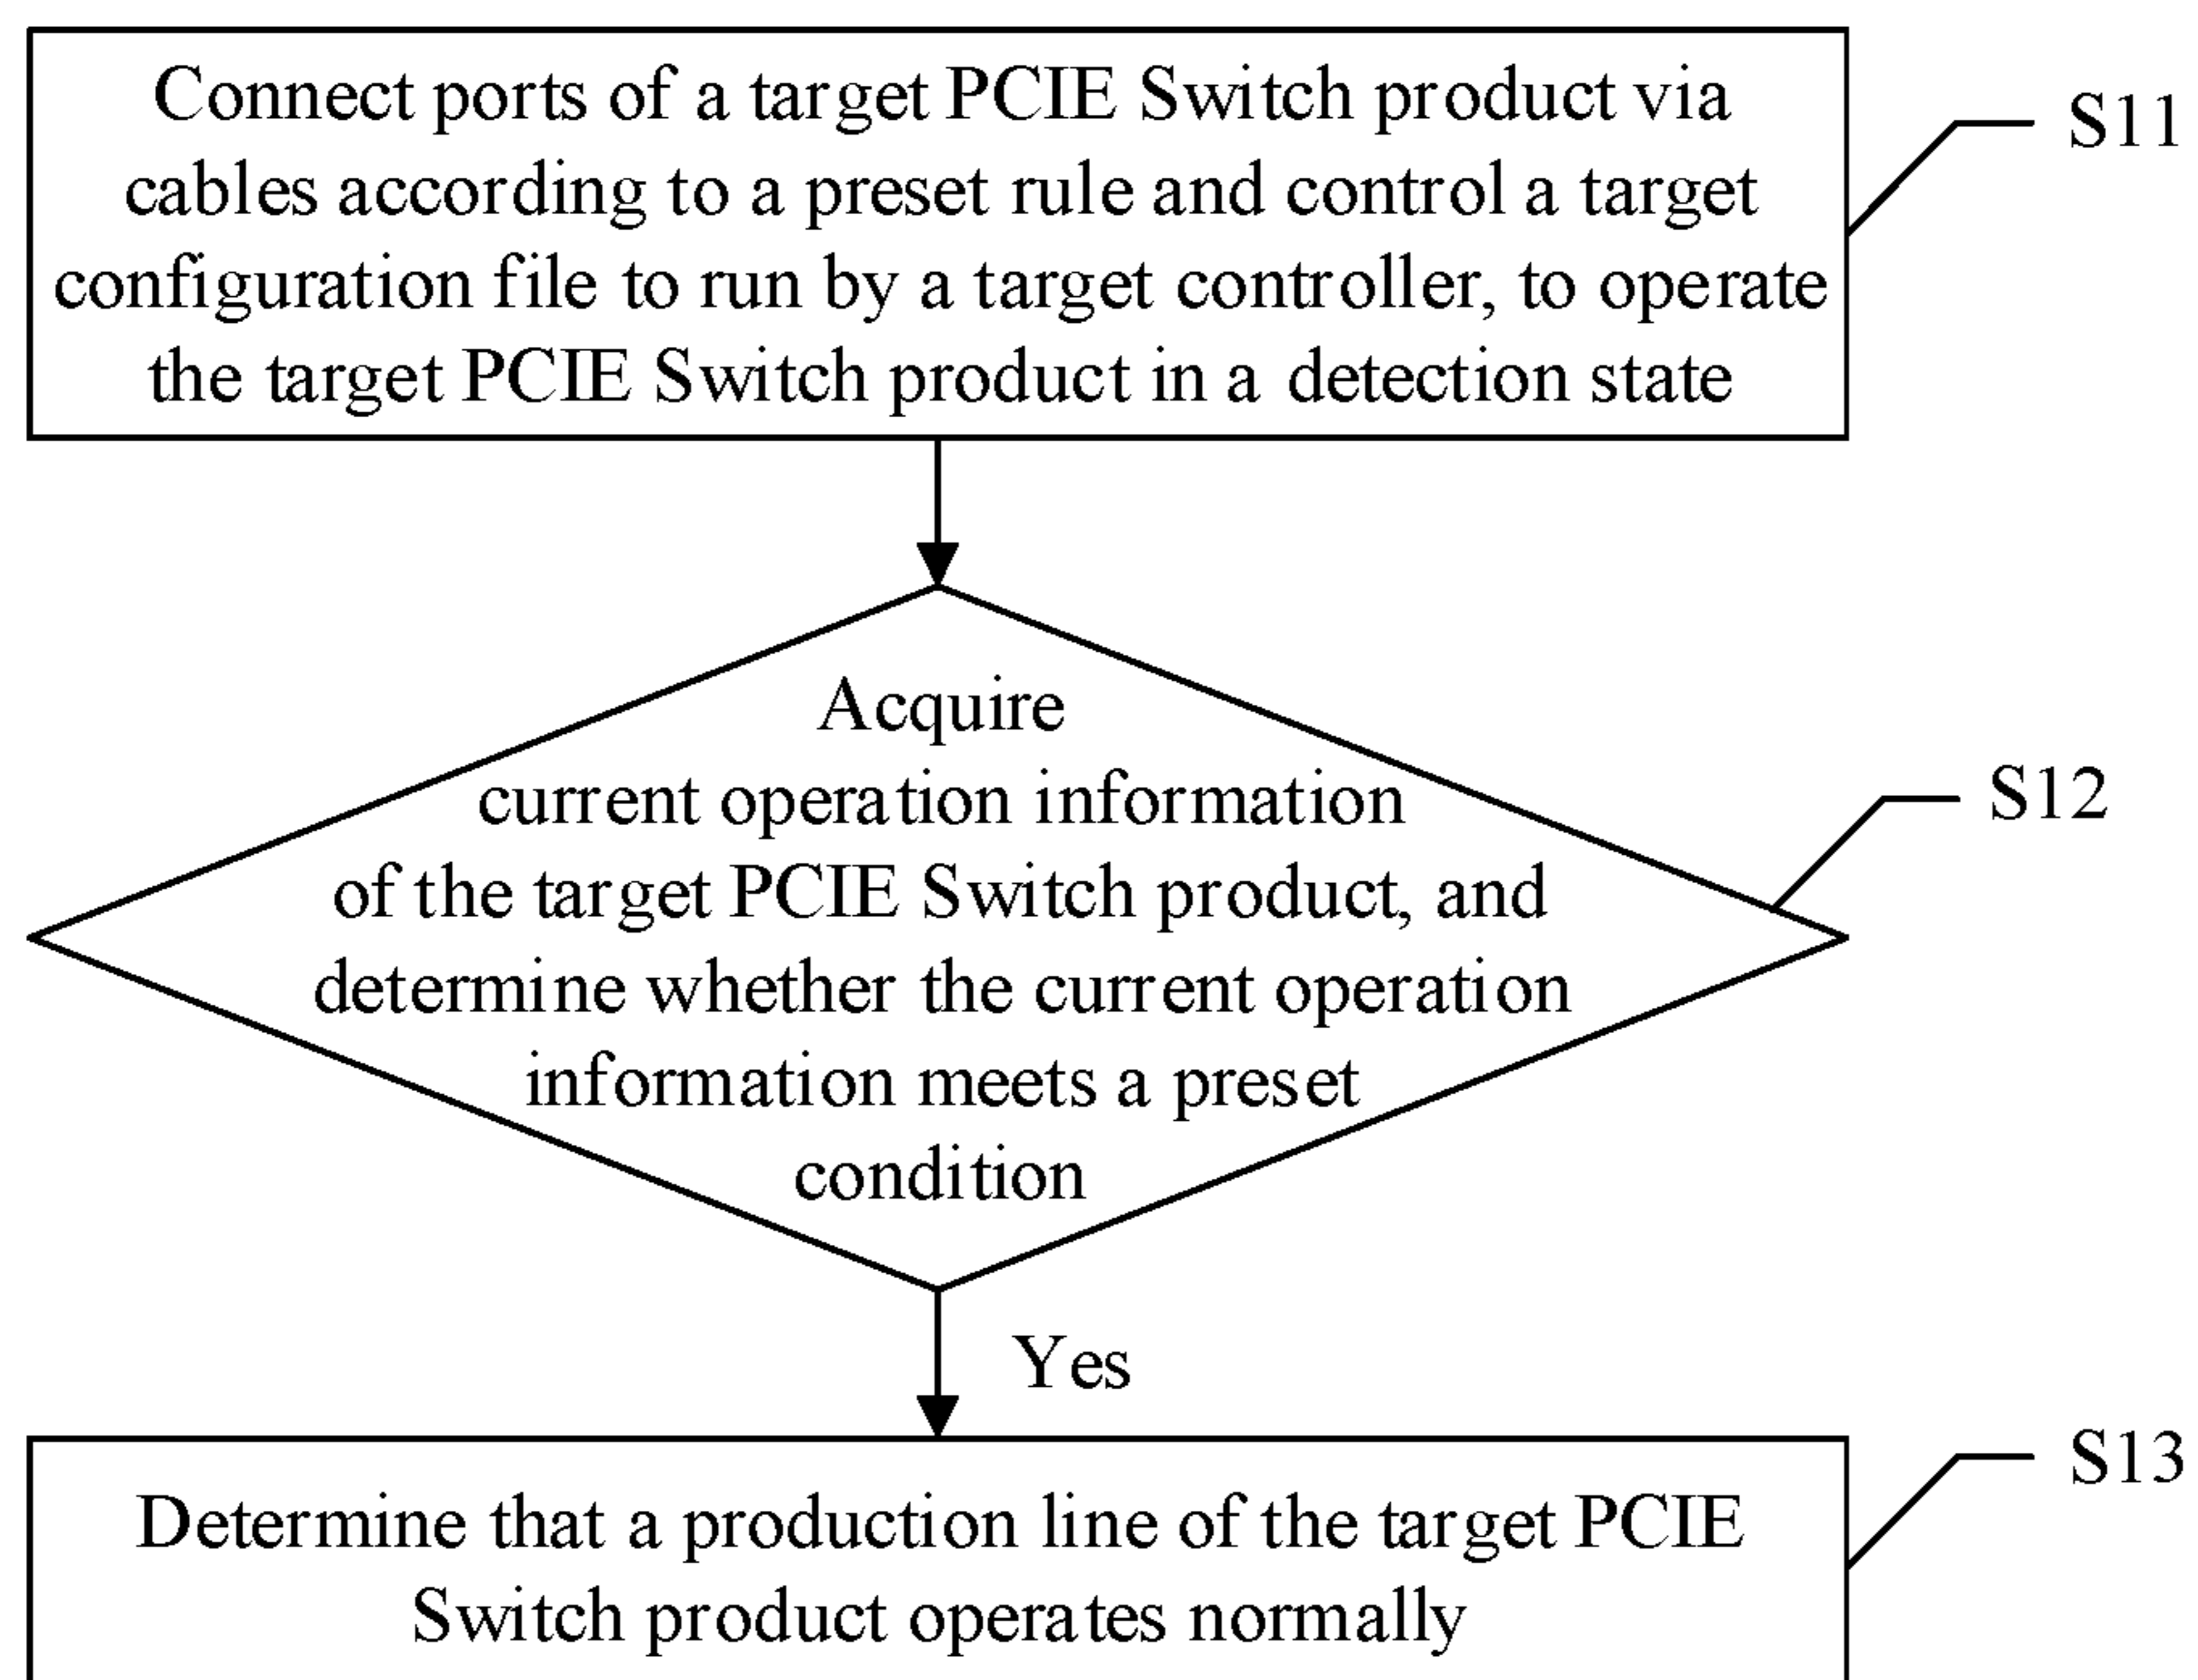 Connect ports of a target PCIE Switch product via
cables according to a preset rule and control a target
configuration file to run by a target controller, to operate
the target PCIE Switch product in a detection state
S11
Acquire
current operation information
of the target PCIE Switch product, and
determine whether the current operation
information meets a preset
condition
S12
Yes
Determine that a production line of the target PCIE
Switch product operates normally
S13